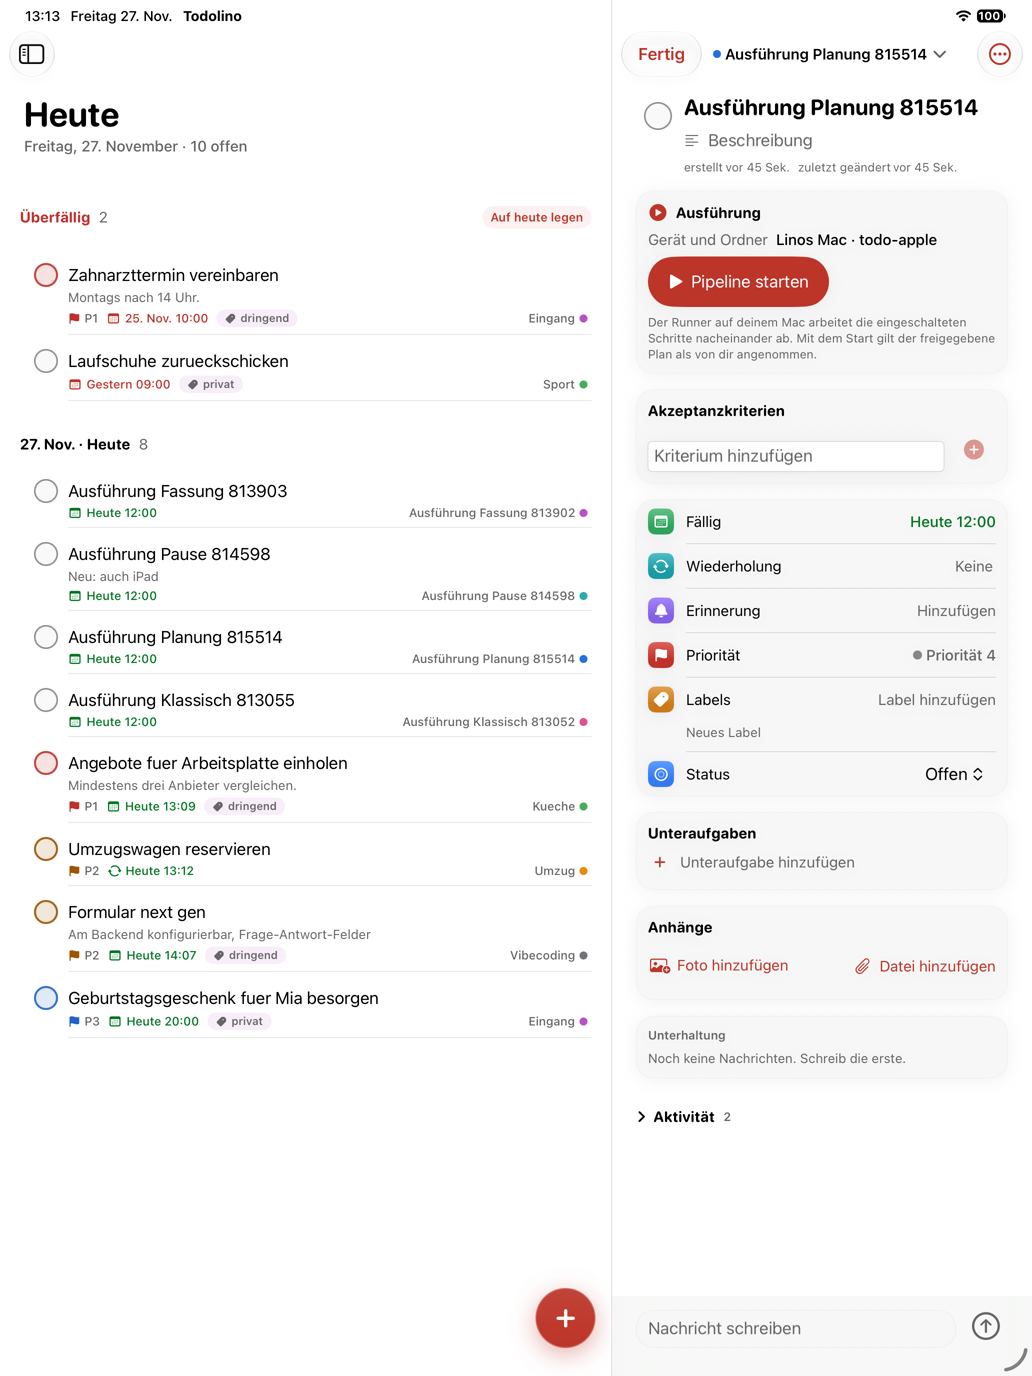 13:13 Freitag 27. Nov. Todolino
100
Heute
Freitag, 27. November · 10 offen
Überfällig 2
Auf heute legen
Zahnarzttermin vereinbaren
Montags nach 14 Uhr.
P1 25. Nov. 10:00 dringend Eingang
Laufschuhe zurueckschicken
Gestern 09:00 privat Sport
27. Nov. · Heute 8
Ausführung Fassung 813903
Heute 12:00 Ausführung Fassung 813902
Ausführung Pause 814598
Neu: auch iPad
Heute 12:00 Ausführung Pause 814598
Ausführung Planung 815514
Heute 12:00 Ausführung Planung 815514
Ausführung Klassisch 813055
Heute 12:00 Ausführung Klassisch 813052
Angebote fuer Arbeitsplatte einholen
Mindestens drei Anbieter vergleichen.
P1 Heute 13:09 dringend Kueche
Umzugswagen reservieren
P2 Heute 13:12 Umzug
Formular next gen
Am Backend konfigurierbar, Frage-Antwort-Felder
P2 Heute 14:07 dringend Vibecoding
Geburtstagsgeschenk fuer Mia besorgen
P3 Heute 20:00 privat Eingang
Fertig Ausführung Planung 815514
Ausführung Planung 815514
Beschreibung
erstellt vor 45 Sek. zuletzt geändert vor 45 Sek.
Ausführung
Gerät und Ordner Linos Mac · todo-apple
Pipeline starten
Der Runner auf deinem Mac arbeitet die eingeschalteten
Schritte nacheinander ab. Mit dem Start gilt der freigegebene
Plan als von dir angenommen.
Akzeptanzkriterien
Kriterium hinzufügen
Fällig Heute 12:00
Wiederholung Keine
Erinnerung Hinzufügen
Priorität Priorität 4
Labels Label hinzufügen
Neues Label
Status Offen
Unteraufgaben
+ Unteraufgabe hinzufügen
Anhänge
Foto hinzufügen Datei hinzufügen
Unterhaltung
Noch keine Nachrichten. Schreib die erste.
Aktivität 2
Nachricht schreiben